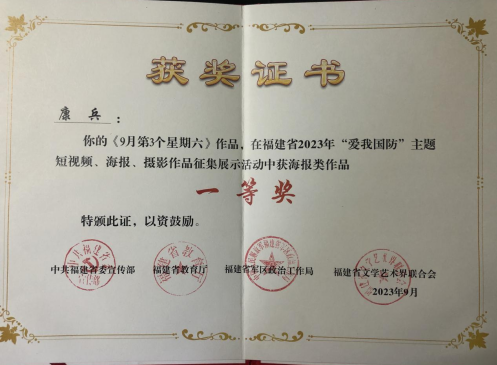 获奖证书
康兵：
你的《9月第3个星期六》作品，在福建省2023年“爱我国防”主题
短视频、海报、摄影作品征集展示活动中获海报类作品
一等奖
特颁此证，以资鼓励。
中共福建省委宣传部 福建省教育厅 福建省军区政治工作局 福建省文学艺术界联合会
2023年9月